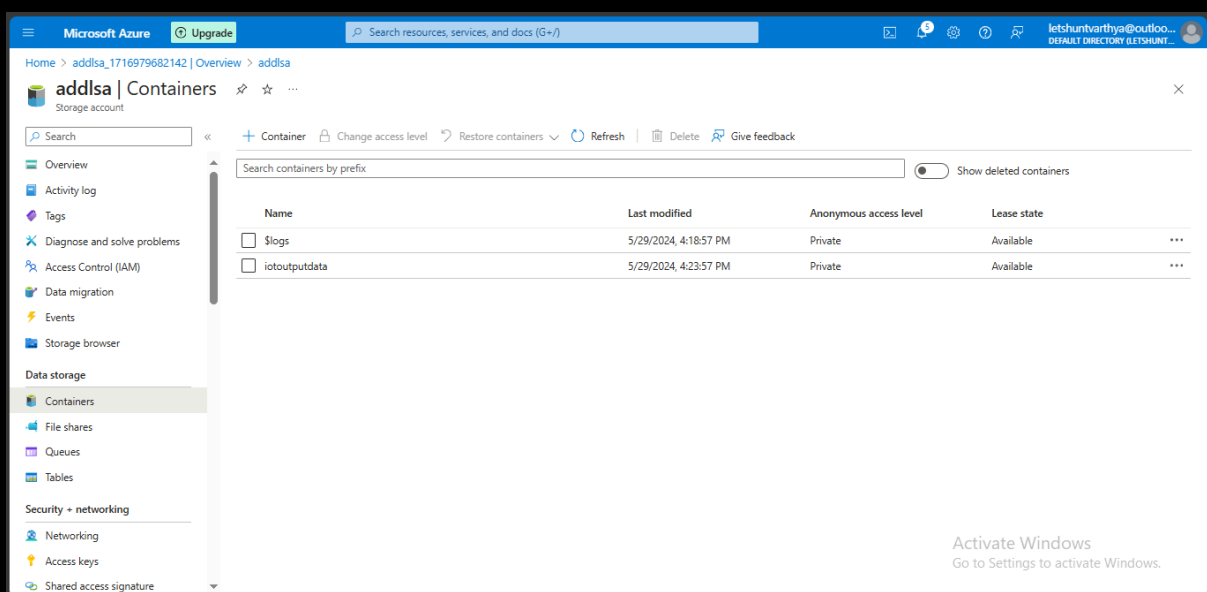 Microsoft Azure Upgrade Search resources, services, and docs (G+/) 5 letshuntvarthya@outloo...
DEFAULT DIRECTORY (LETSHUNT...
Home > addlsa_1716979682142 | Overview > addlsa
addlsa | Containers ...
Storage account
Search « + Container Change access level Restore containers Refresh Delete Give feedback
Overview
Search containers by prefix Show deleted containers
Activity log
Tags
Diagnose and solve problems
Access Control (IAM)
Data migration
Events
Storage browser
Data storage
Containers
File shares
Queues
Tables
Security + networking
Networking
Access keys
Shared access signature
Name Last modified Anonymous access level Lease state
$logs 5/29/2024, 4:18:57 PM Private Available ...
iotoutputdata 5/29/2024, 4:23:57 PM Private Available ...
Activate Windows
Go to Settings to activate Windows.